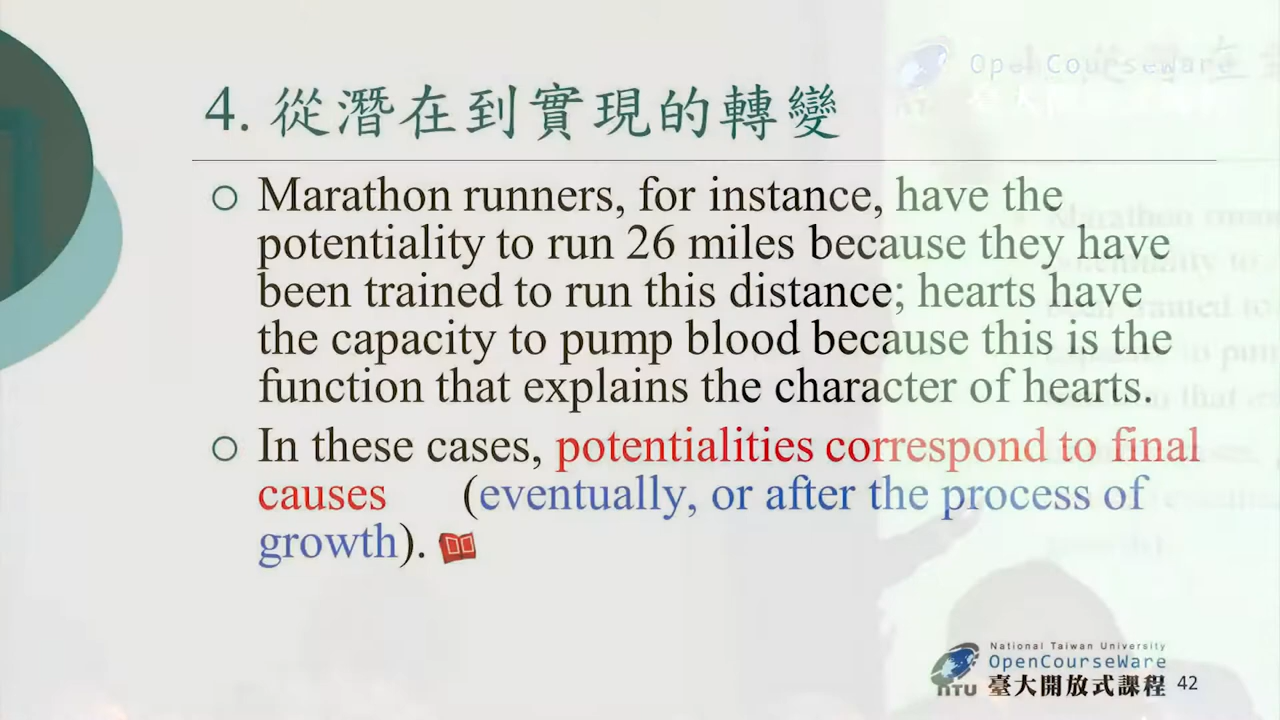 4. 從潛在到實現的轉變
Marathon runners, for instance, have the
potentiality to run 26 miles because they have
been trained to run this distance; hearts have
the capacity to pump blood because this is the
function that explains the character of hearts.
In these cases, potentialities correspond to final
causes (eventually, or after the process of
growth).
OpenCourseWare
National Taiwan University
OpenCourseWare
NTU 臺大開放式課程 42